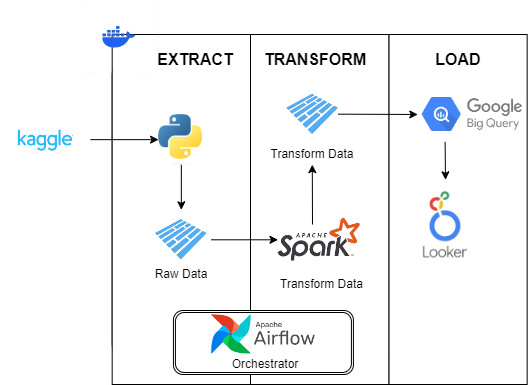 EXTRACT
TRANSFORM
LOAD
kaggle
Transform Data
Google
Big Query
Raw Data
APACHE
Spark
Transform Data
Looker
Apache
Airflow
Orchestrator